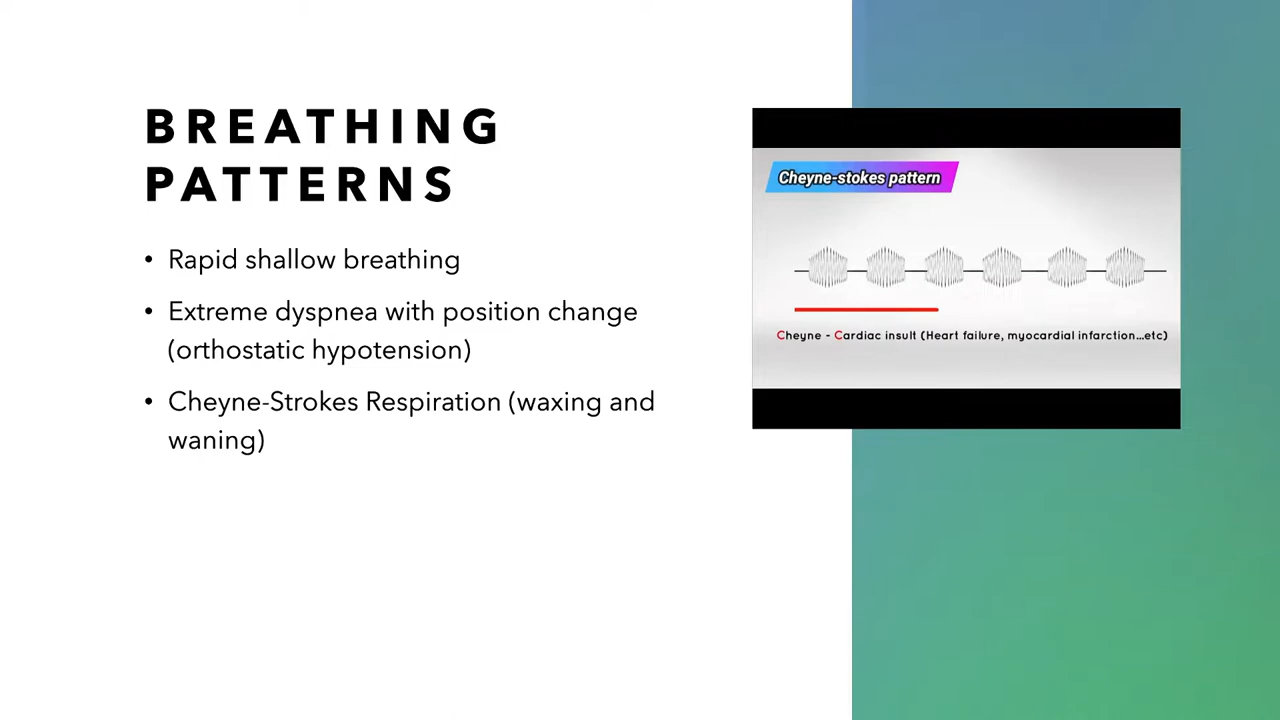 BREATHING
PATTERNS
• Rapid shallow breathing
• Extreme dyspnea with position change
(orthostatic hypotension)
• Cheyne-Strokes Respiration (waxing and
waning)
Cheyne-stokes pattern
Cheyne - Cardiac insult (Heart failure, myocardial infarction...etc)